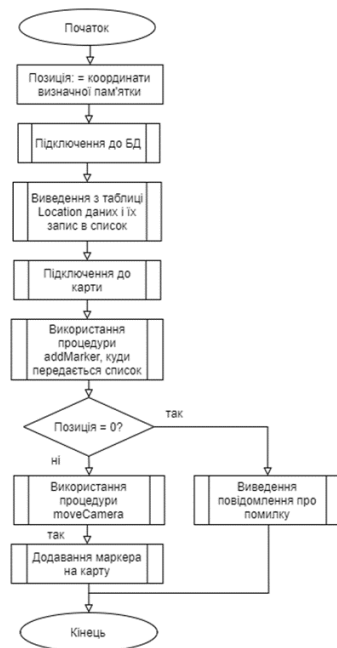 Початок
Позиція: = координати
визначної пам'ятки
Підключення до БД
Виведення з таблиці
Location даних і їх
запис в список
Підключення до
карти
Використання
процедури
addMarker, куди
передається список
Позиція = 0?
так
ні
Використання
процедури
moveCamera
Виведення
повідомлення про
помилку
так
Додавання маркера
на карту
Кінець